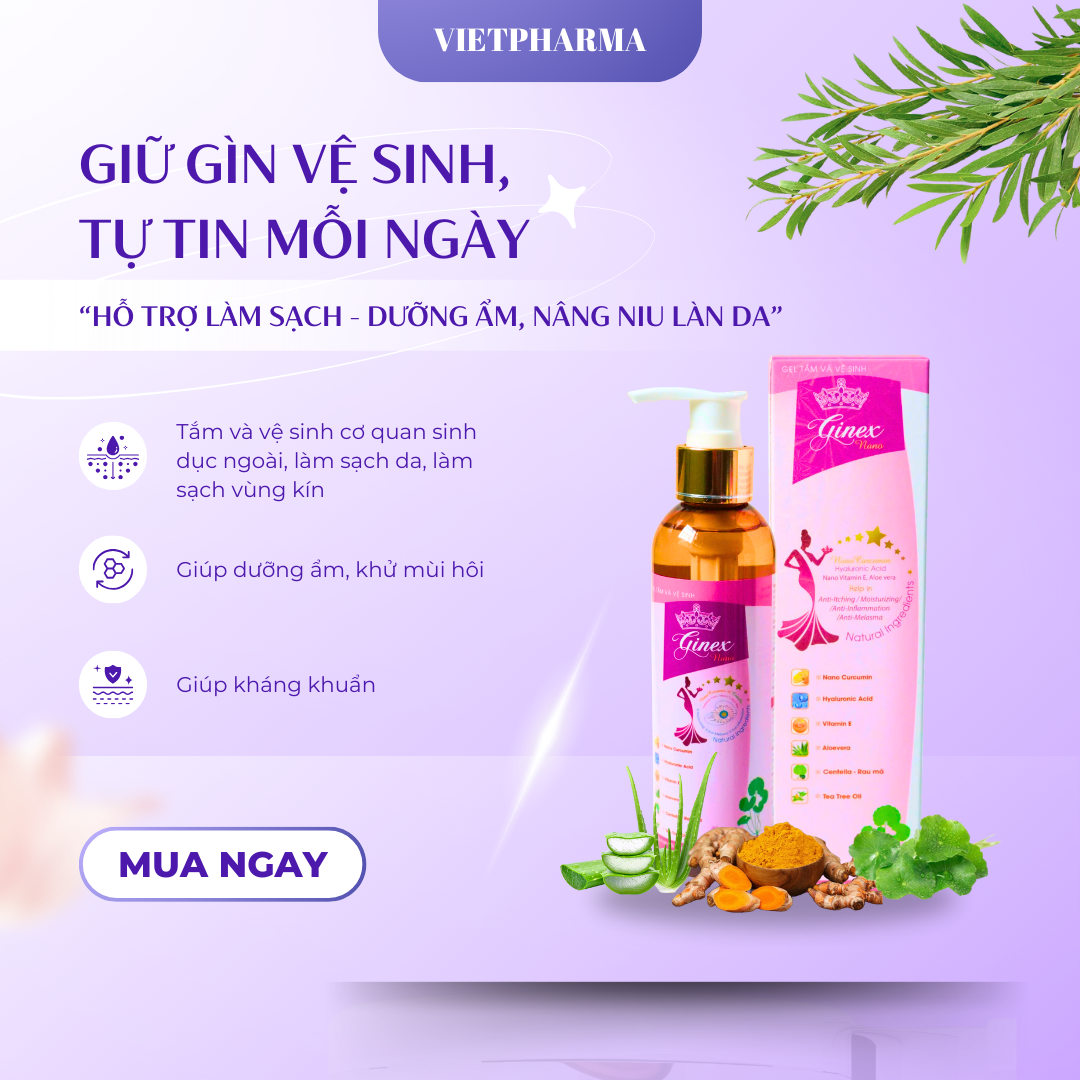 VIETPHARMA
GIỮ GÌN VỆ SINH,
TỰ TIN MỖI NGÀY
“HỖ TRỢ LÀM SẠCH - DƯỠNG ẨM, NÂNG NIU LÀN DA”
Tắm và vệ sinh cơ quan sinh
dục ngoài, làm sạch da, làm
sạch vùng kín
Giúp dưỡng ẩm, khử mùi hôi
Giúp kháng khuẩn
MUA NGAY
GEL TẮM VÀ VỆ SINH
Ginex
Nano
Nano Curcumin
Hyaluronic Acid
Nano Vitamin E, Aloe vera
Help in
Anti-Itching / Moisturizing/
/Anti-Inflammation
/Anti-Melasma
Natural Ingredients
Nano Curcumin
Hyaluronic Acid
Vitamin E
Aloevera
Centella - Rau má
Tea Tree Oil
TẮM VÀ VỆ SINH
Ginex
Nano
Natural Ingredients
Curcumin
Acid